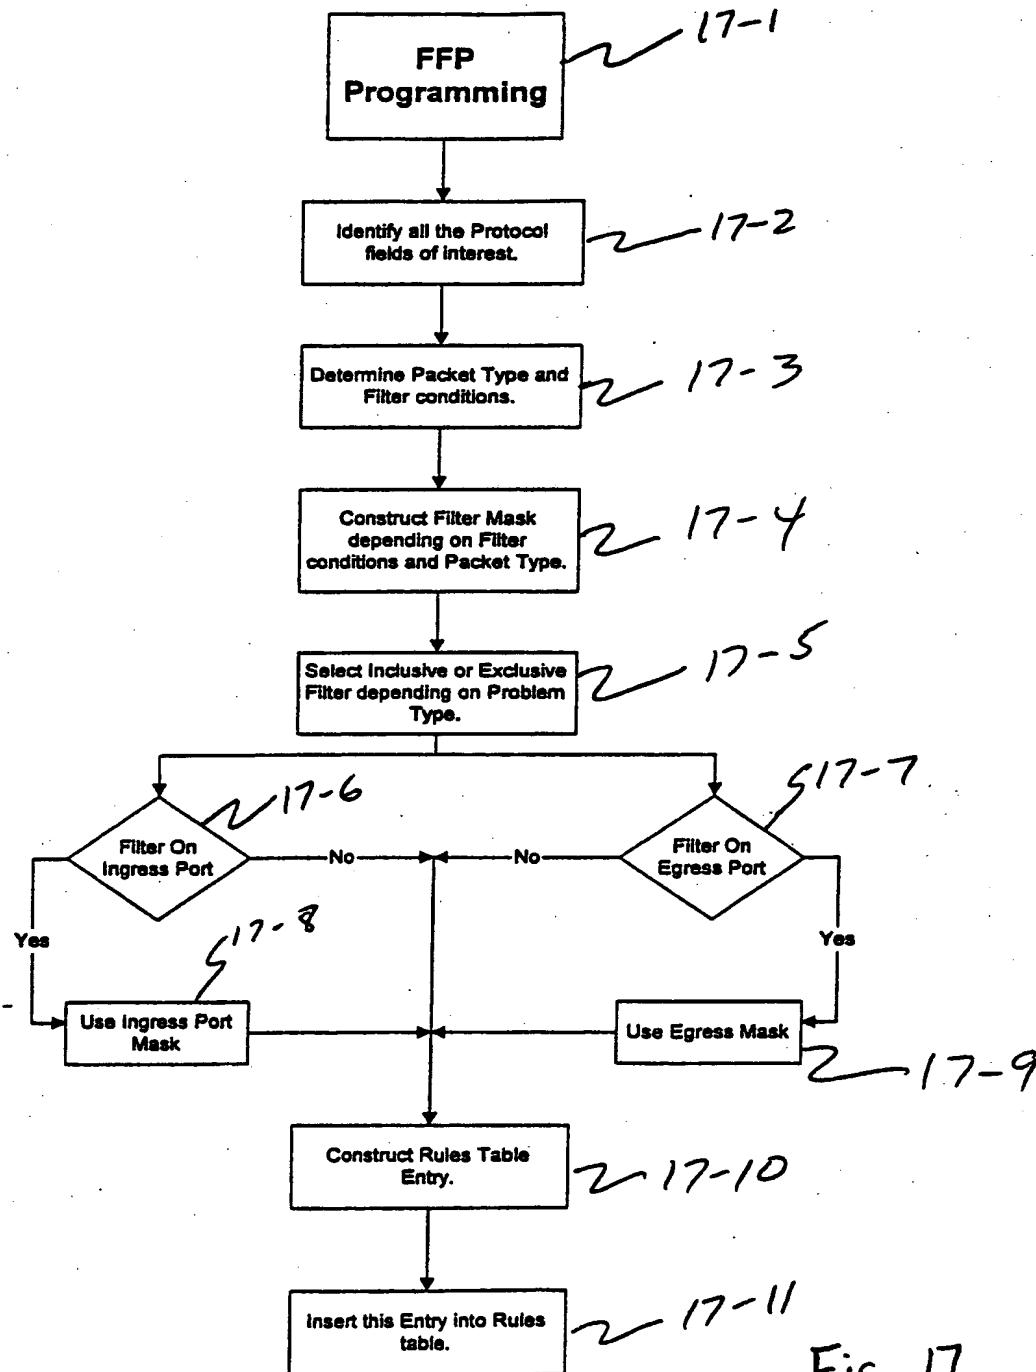 FFP
Programming
17-1
Identify all the Protocol
fields of interest.
17-2
Determine Packet Type and
Filter conditions.
17-3
Construct Filter Mask
depending on Filter
conditions and Packet Type.
17-4
Select Inclusive or Exclusive
Filter depending on Problem
Type.
17-5
Filter On
Ingress Port
17-6
No
No
Filter On
Egress Port
17-7
Yes
Yes
Use Ingress Port
Mask
17-8
Use Egress Mask
17-9
Construct Rules Table
Entry.
17-10
Insert this Entry into Rules
table.
17-11
Fig. 17